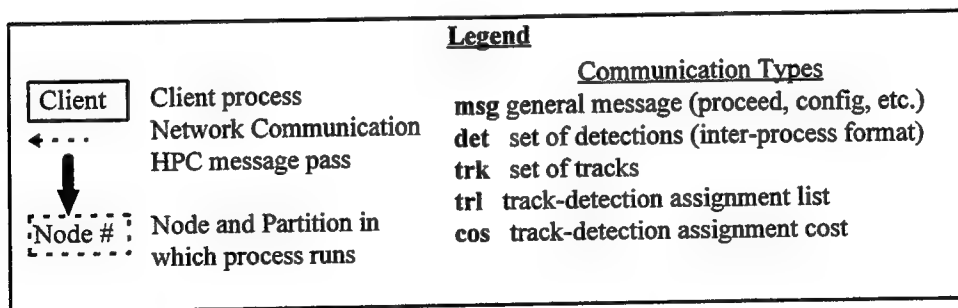 Legend
Client
Client process
Network Communication
HPC message pass
Node #
Node and Partition in
which process runs
Communication Types
msg general message (proceed, config, etc.)
det set of detections (inter-process format)
trk set of tracks
trl track-detection assignment list
cos track-detection assignment cost